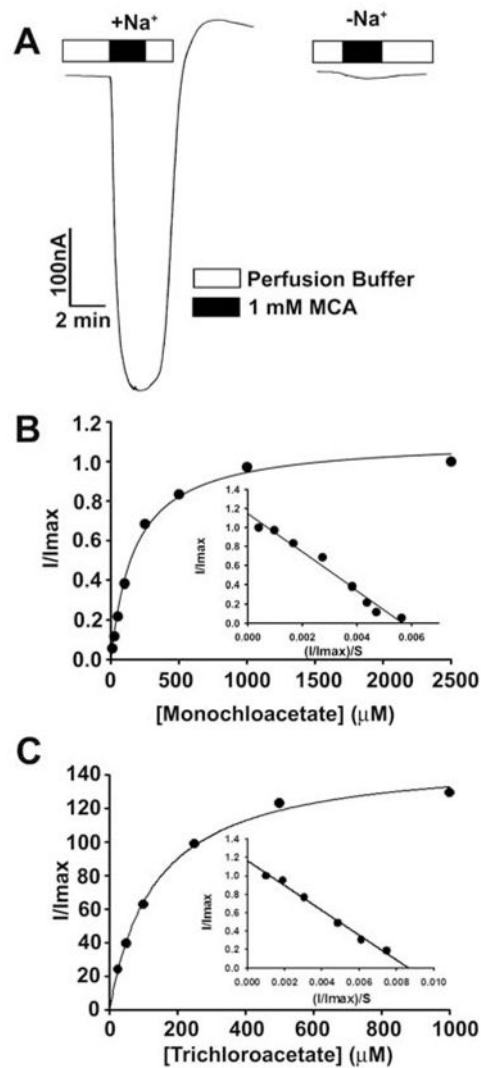 A
+Na⁺
-Na⁺
100nA
2 min
Perfusion Buffer
1 mM MCA
B
I/Imax
1.2
1.0
0.8
0.6
0.4
0.2
0.0
0 500 1000 1500 2000 2500
[Monochloacetate] (μM)
I/Imax
1.4
1.2
1.0
0.8
0.6
0.4
0.2
0.0
0.000 0.002 0.004 0.006
(I/Imax)/S
C
I/Imax
140
120
100
80
60
40
20
0
0 200 400 600 800 1000
[Trichloroacetate] (μM)
I/Imax
1.4
1.2
1.0
0.8
0.6
0.4
0.2
0.0
0.000 0.002 0.004 0.006 0.008 0.010
(I/Imax)/S